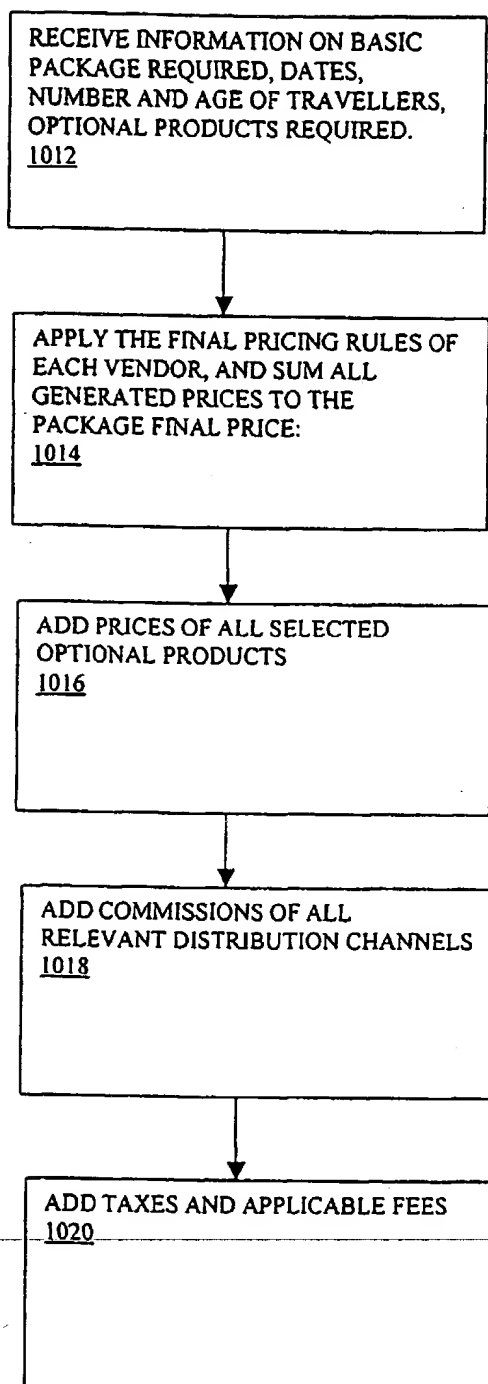 RECEIVE INFORMATION ON BASIC
PACKAGE REQUIRED, DATES,
NUMBER AND AGE OF TRAVELLERS,
OPTIONAL PRODUCTS REQUIRED.
1012
APPLY THE FINAL PRICING RULES OF
EACH VENDOR, AND SUM ALL
GENERATED PRICES TO THE
PACKAGE FINAL PRICE:
1014
ADD PRICES OF ALL SELECTED
OPTIONAL PRODUCTS
1016
ADD COMMISSIONS OF ALL
RELEVANT DISTRIBUTION CHANNELS
1018
ADD TAXES AND APPLICABLE FEES
1020